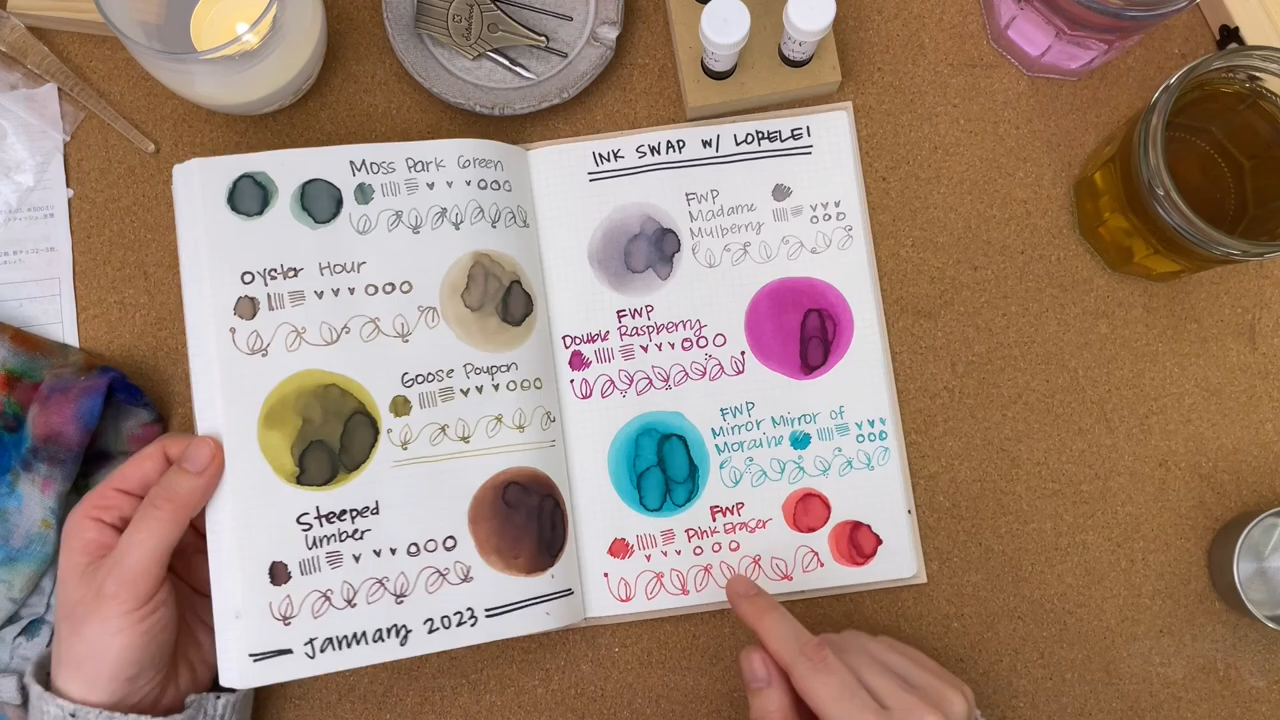 Moss Park Green
Oyster Hour
Goose Poupon
Steeped
Umber
January 2023
INK SWAP W/ LORELEI
FWP
Madame
Mulberry
FWP
Double Raspberry
FWP
Mirror Mirror of
Moraine
FWP
Pink Eraser